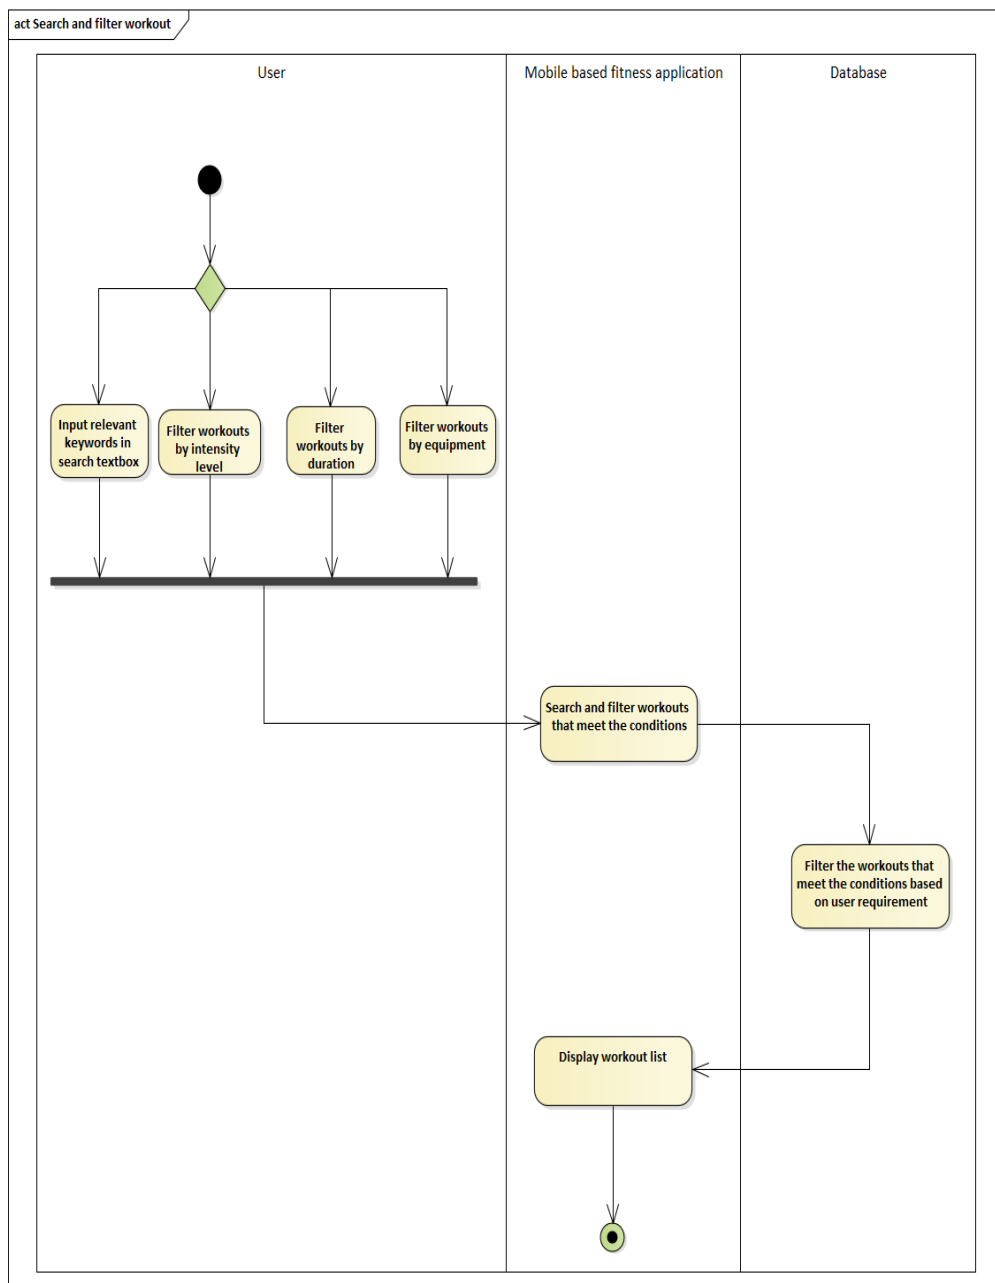 act Search and filter workout
User
Mobile based fitness application
Database
Input relevant
keywords in
search textbox
Filter workouts
by intensity
level
Filter
workouts by
duration
Filter workouts
by equipment
Search and filter workouts
that meet the conditions
Filter the workouts that
meet the conditions based
on user requirement
Display workout list